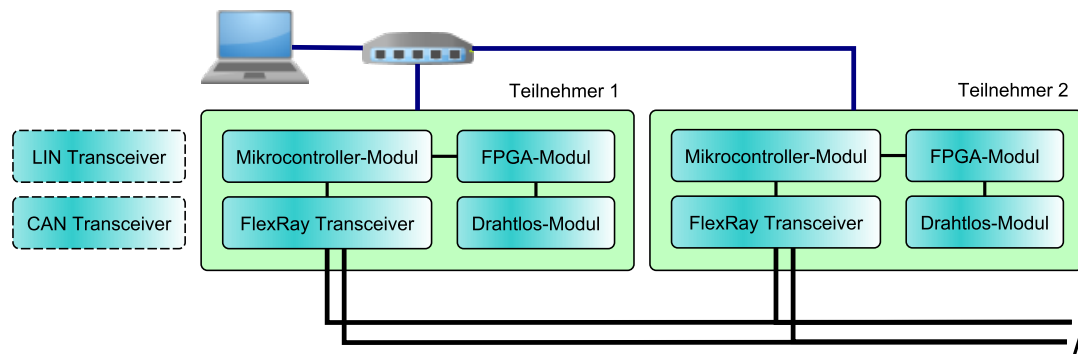 Teilnehmer 1
Teilnehmer 2
LIN Transceiver
Mikrocontroller-Modul
FPGA-Modul
Mikrocontroller-Modul
FPGA-Modul
CAN Transceiver
FlexRay Transceiver
Drahtlos-Modul
FlexRay Transceiver
Drahtlos-Modul